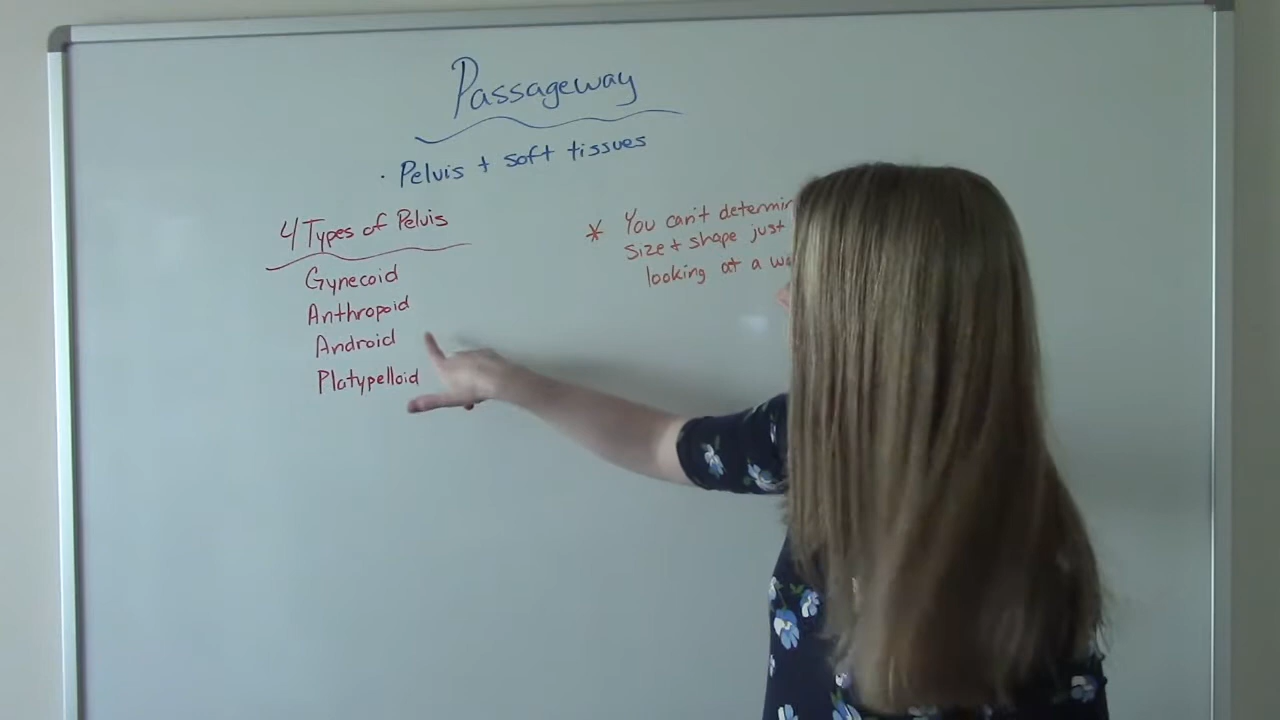 Passageway
· Pelvis + soft tissues
4 Types of Pelvis
Gynecoid
Anthropoid
Android
Platypelloid
* You can't
size + shape just
looking at a